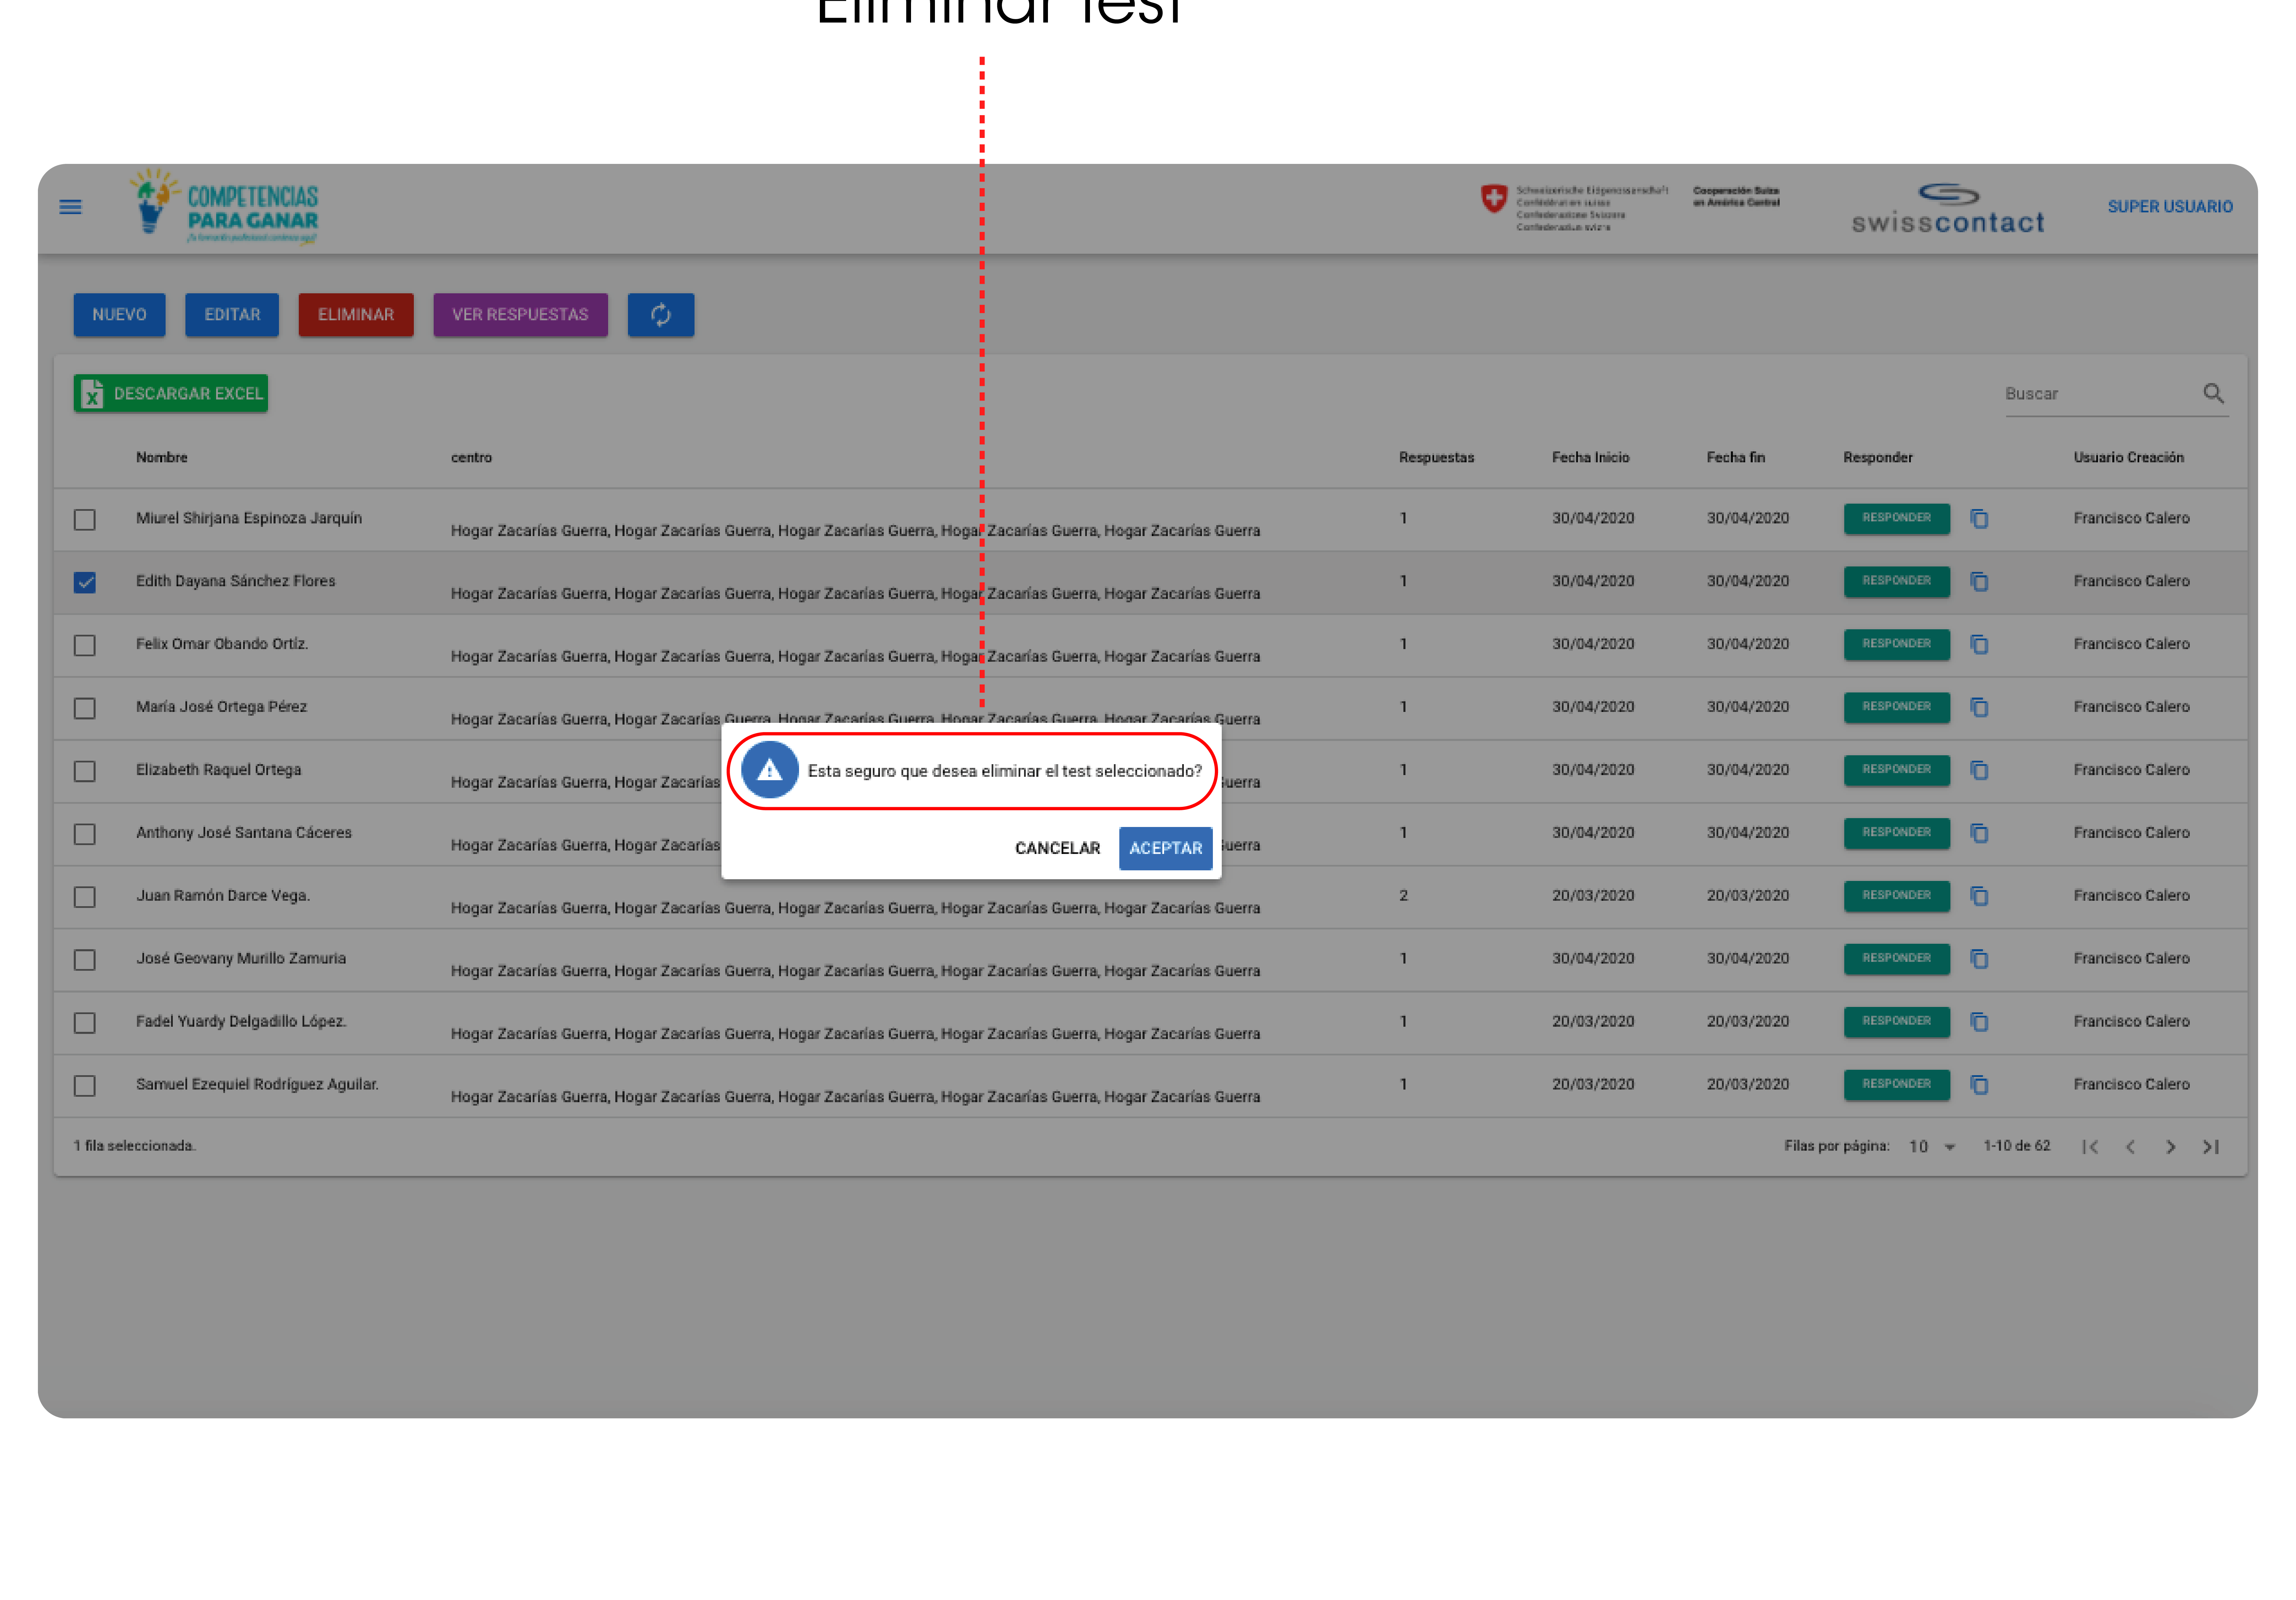 Eliminar test
COMPETENCIAS
PARA GANAR
Schweizerische Eidgenossenschaft
Confédération suisse
Confederazione Svizzera
Confederaziun svizra
Cooperación Suiza
en América Central
swisscontact
SUPER USUARIO
NUEVO EDITAR ELIMINAR VER RESPUESTAS
DESCARGAR EXCEL Buscar
Nombre centro Respuestas Fecha Inicio Fecha fin Responder Usuario Creación
Miurel Shirjana Espinoza Jarquín Hogar Zacarías Guerra, Hogar Zacarías Guerra, Hogar Zacarías Guerra, Hogar Zacarías Guerra, Hogar Zacarías Guerra 1 30/04/2020 30/04/2020 RESPONDER Francisco Calero
Edith Dayana Sánchez Flores Hogar Zacarías Guerra, Hogar Zacarías Guerra, Hogar Zacarías Guerra, Hogar Zacarías Guerra, Hogar Zacarías Guerra 1 30/04/2020 30/04/2020 RESPONDER Francisco Calero
Felix Omar Obando Ortíz. Hogar Zacarías Guerra, Hogar Zacarías Guerra, Hogar Zacarías Guerra, Hogar Zacarías Guerra, Hogar Zacarías Guerra 1 30/04/2020 30/04/2020 RESPONDER Francisco Calero
María José Ortega Pérez Hogar Zacarías Guerra, Hogar Zacarías Guerra, Hogar Zacarías Guerra, Hogar Zacarías Guerra, Hogar Zacarías Guerra 1 30/04/2020 30/04/2020 RESPONDER Francisco Calero
Elizabeth Raquel Ortega Hogar Zacarías Guerra, Hogar Zacarías uerra 1 30/04/2020 30/04/2020 RESPONDER Francisco Calero
Esta seguro que desea eliminar el test seleccionado?
Anthony José Santana Cáceres Hogar Zacarías Guerra, Hogar Zacarías uerra 1 30/04/2020 30/04/2020 RESPONDER Francisco Calero
CANCELAR ACEPTAR
Juan Ramón Darce Vega. Hogar Zacarías Guerra, Hogar Zacarías Guerra, Hogar Zacarías Guerra, Hogar Zacarías Guerra, Hogar Zacarías Guerra 2 20/03/2020 20/03/2020 RESPONDER Francisco Calero
José Geovany Murillo Zamuria Hogar Zacarías Guerra, Hogar Zacarías Guerra, Hogar Zacarías Guerra, Hogar Zacarías Guerra, Hogar Zacarías Guerra 1 30/04/2020 30/04/2020 RESPONDER Francisco Calero
Fadel Yuardy Delgadillo López. Hogar Zacarías Guerra, Hogar Zacarías Guerra, Hogar Zacarías Guerra, Hogar Zacarías Guerra, Hogar Zacarías Guerra 1 20/03/2020 20/03/2020 RESPONDER Francisco Calero
Samuel Ezequiel Rodríguez Aguilar. Hogar Zacarías Guerra, Hogar Zacarías Guerra, Hogar Zacarías Guerra, Hogar Zacarías Guerra, Hogar Zacarías Guerra 1 20/03/2020 20/03/2020 RESPONDER Francisco Calero
1 fila seleccionada. Filas por página: 10 1-10 de 62